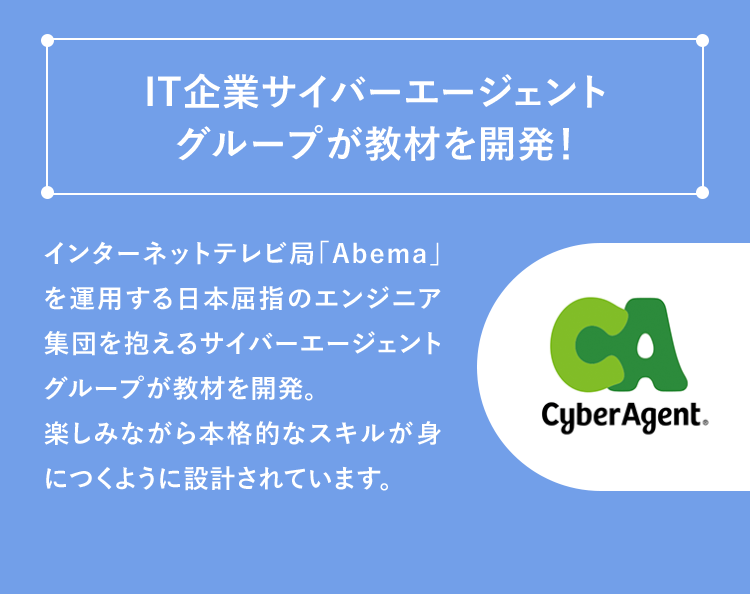 IT企業サイバーエージェント
グループが教材を開発！
インターネットテレビ局「Abema」
を運用する日本屈指のエンジニア
集団を抱えるサイバーエージェント
グループが教材を開発。
楽しみながら本格的なスキルが身
につくように設計されています。
CA
CyberAgent®